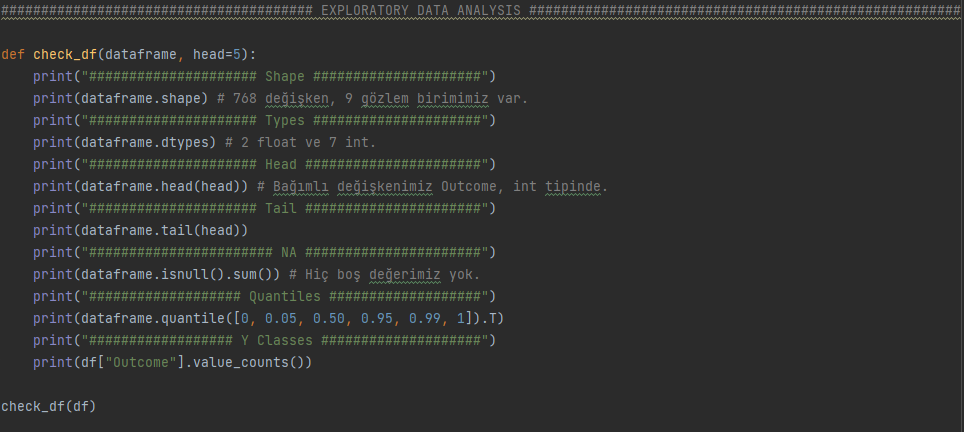 ####################################### EXPLORATORY DATA ANALYSIS ######################################################
def check_df(dataframe, head=5):
    print("##################### Shape #####################")
    print(dataframe.shape) # 768 değişken, 9 gözlem birimimiz var.
    print("##################### Types #####################")
    print(dataframe.dtypes) # 2 float ve 7 int.
    print("##################### Head ######################")
    print(dataframe.head(head)) # Bağımlı değişkenimiz Outcome, int tipinde.
    print("##################### Tail ######################")
    print(dataframe.tail(head))
    print("####################### NA ######################")
    print(dataframe.isnull().sum()) # Hiç boş değerimiz yok.
    print("################### Quantiles ###################")
    print(dataframe.quantile([0, 0.05, 0.50, 0.95, 0.99, 1]).T)
    print("################## Y Classes ####################")
    print(df["Outcome"].value_counts())
check_df(df)